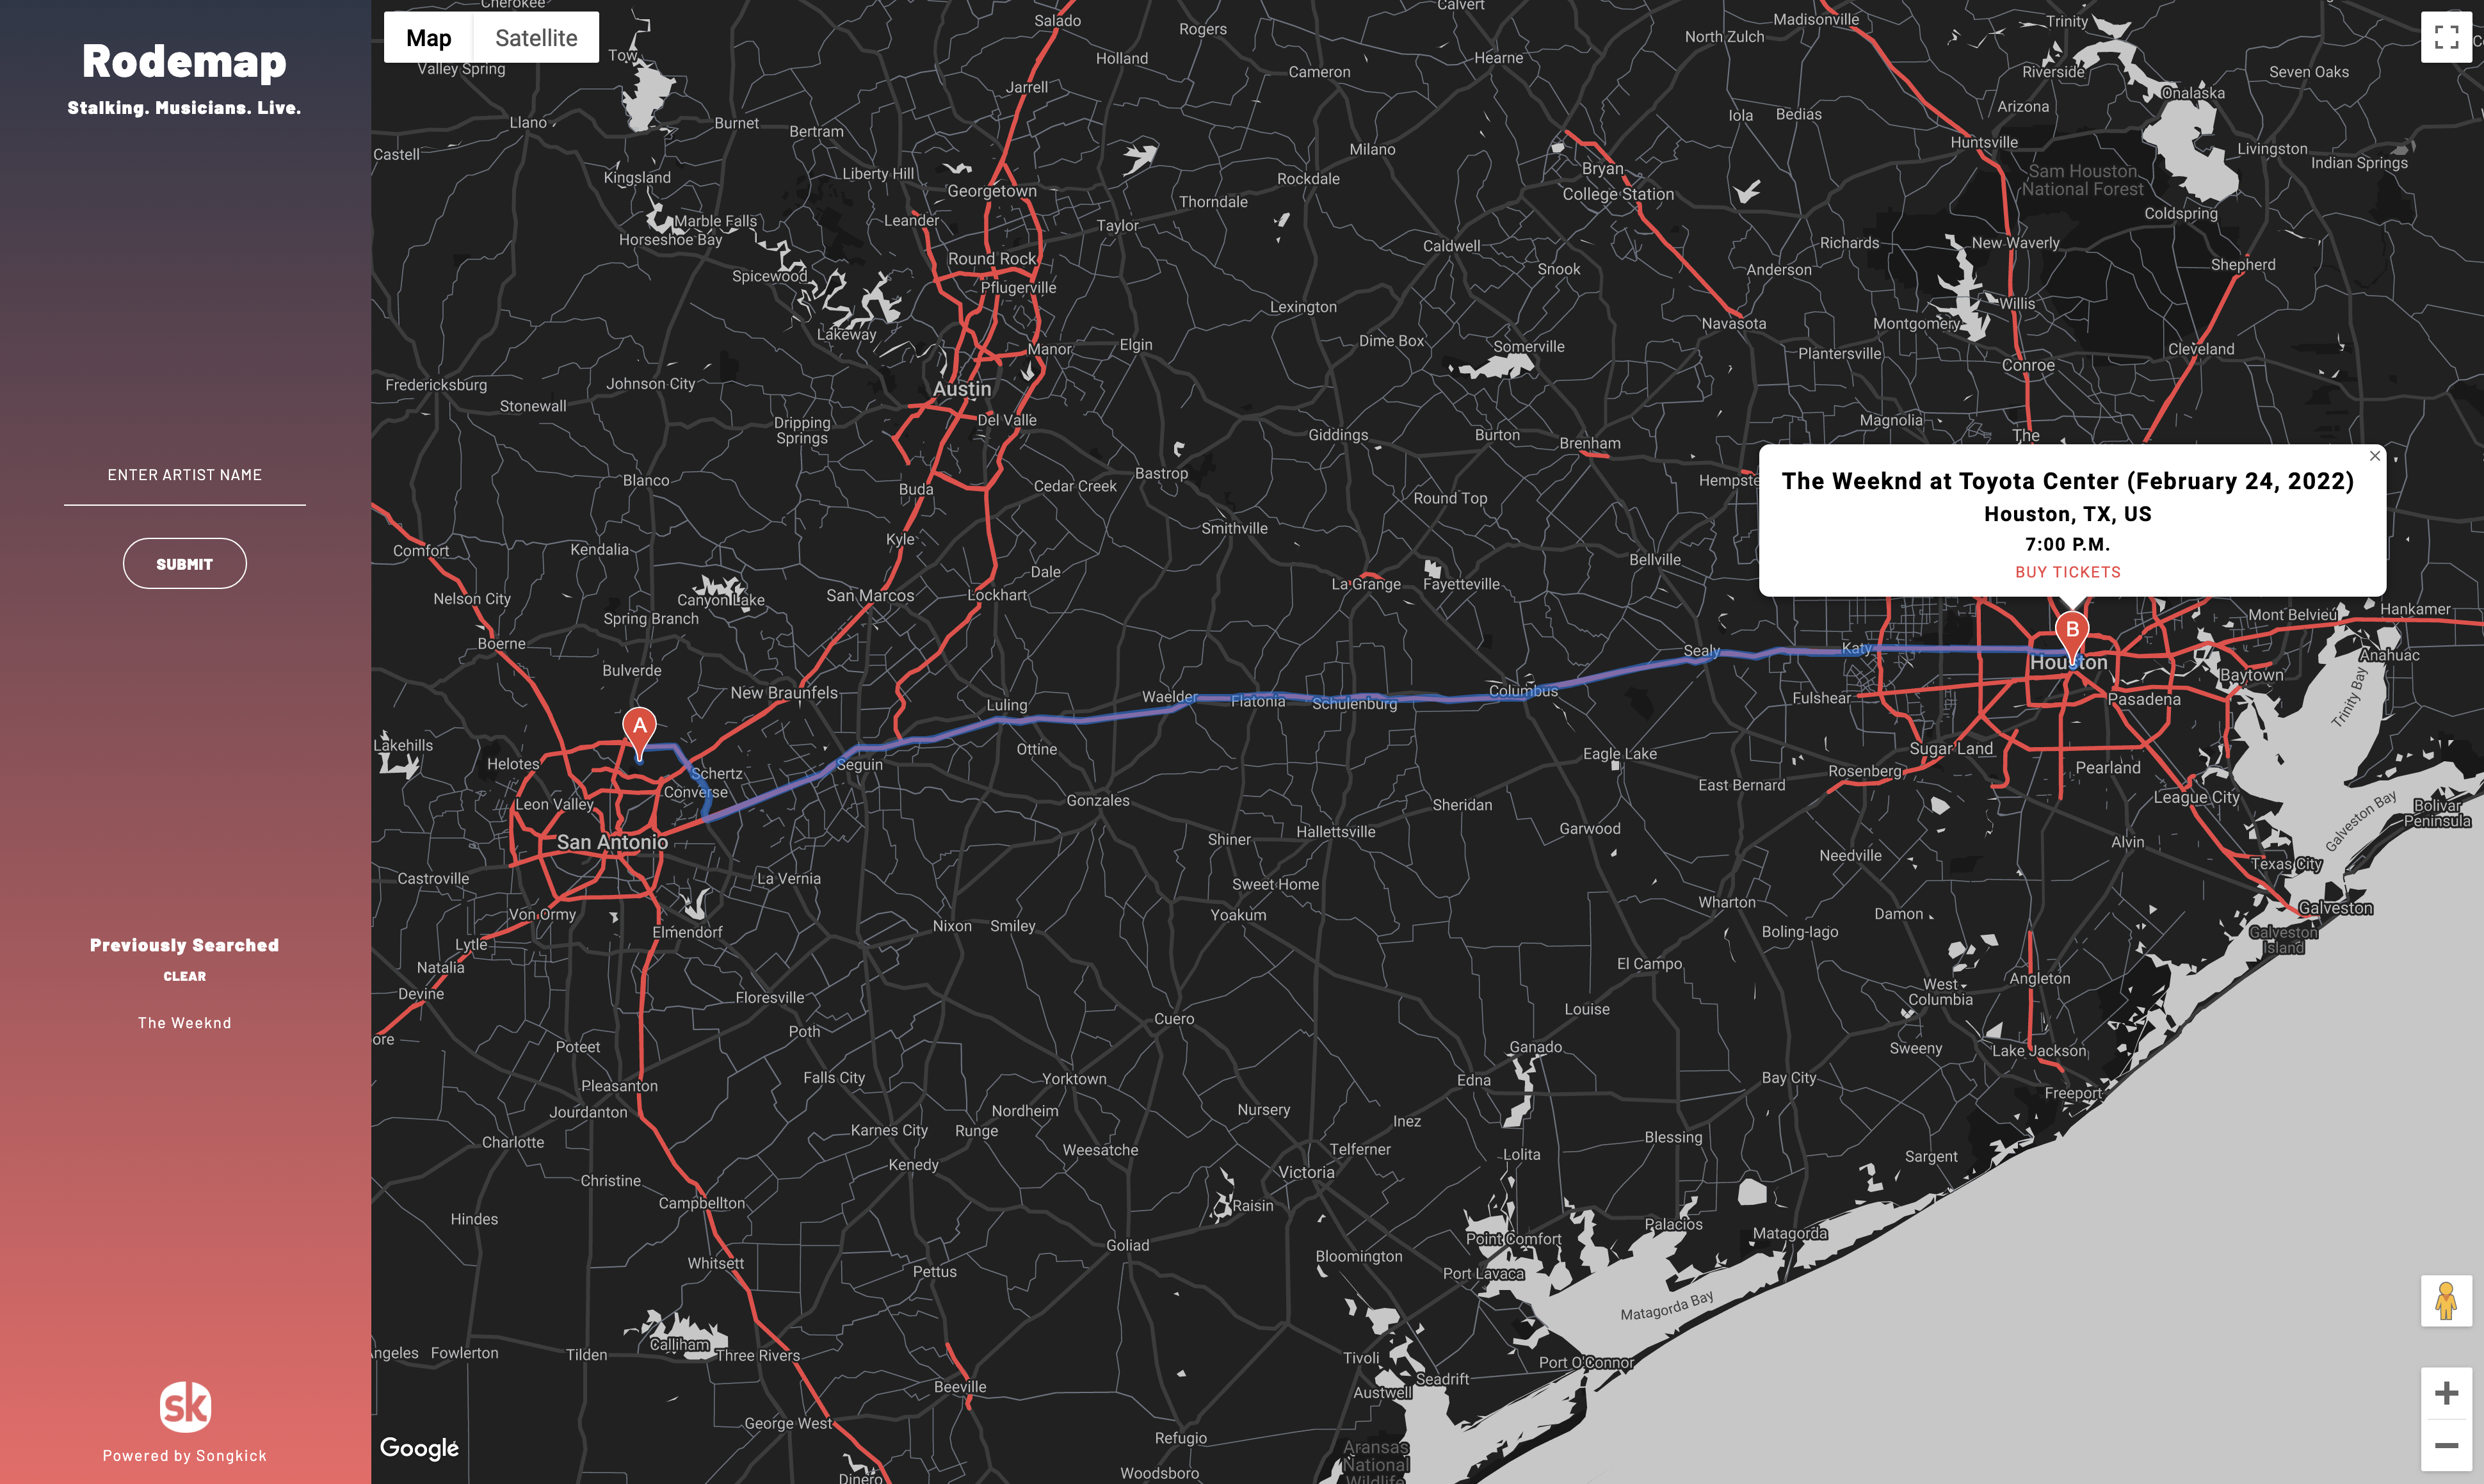 Rodemap
Stalking. Musicians. Live.
ENTER ARTIST NAME
SUBMIT
Previously Searched
CLEAR
The Weeknd
sk
Powered by Songkick
Map
Satellite
Cherokee
Tow
Valley Spring
Salado
Rogers
Holland
Jarrell
Cameron
Calvert
Hearne
North Zulch
Madisonville
Trinity
Riverside
Seven Oaks
Onalaska
Arizona
Iola
Bedias
Llano
Burnet
Bertram
Castell
Milano
Huntsville
Livingston
Indian Springs
Kingsland
Liberty Hill
Georgetown
Rockdale
Bryan
College Station
Sam Houston
National Forest
Marble Falls
Leander
Thorndale
Coldspring
Horseshoe Bay
Taylor
Caldwell
Richards
New Waverly
Spicewood
Round Rock
Snook
Anderson
Shepherd
Pflugerville
Lexington
Willis
Lakeway
Manor
Elgin
Dime Box
Somerville
Navasota
Montgomery
Plantersville
Cleveland
Conroe
Fredericksburg
Johnson City
Austin
Stonewall
Dripping
Springs
Del Valle
Giddings
Burton
Brenham
Magnolia
The
Blanco
Buda
Cedar Creek
Bastrop
Round Top
Hempste
The Weeknd at Toyota Center (February 24, 2022)
Houston, TX, US
7:00 P.M.
BUY TICKETS
Smithville
Comfort
Kendalia
Kyle
Dale
Bellville
Nelson City
Canyon Lake
San Marcos
Lockhart
La Grange
Fayetteville
Spring Branch
Mont Belvieu
Hankamer
Boerne
Bulverde
New Braunfels
Sealy
Katy
B
Houston
Anahuac
Baytown
Trinity Bay
Luling
Waelder
Flatonia
Schulenburg
Columbus
Fulshear
Pasadena
A
Lakehills
Helotes
Schertz
Converse
Seguin
Ottine
Eagle Lake
Sugar Land
Rosenberg
Pearland
East Bernard
League City
Galveston Bay
Bolivar
Peninsula
Leon Valley
Gonzales
Sheridan
San Antonio
Shiner
Hallettsville
Garwood
Needville
Alvin
Texas City
Castroville
La Vernia
Sweet Home
Wharton
Damon
Galveston
Von Ormy
Yoakum
Galveston
Island
Lytle
Elmendorf
Nixon
Smiley
Boling-Iago
Natalia
El Campo
Angleton
Devine
Floresville
West
Columbia
Louise
ore
Poth
Cuero
Poteet
Ganado
Sweeny
Lake Jackson
Pleasanton
Falls City
Yorktown
Edna
Bay City
Freeport
Jourdanton
Nordheim
Nursery
Inez
Charlotte
Karnes City
Runge
Blessing
Weesatche
Telferner
Lolita
Sargent
Kenedy
Victoria
Christine
Campbellton
Raisin
Hindes
Palacios
Matagorda
Goliad
Point Comfort
Whitsett
Pettus
Bloomington
Port Lavaca
Matagorda Bay
Calliham
ngeles
Fowlerton
Tilden
Three Rivers
Tivoli
Port O'Connor
Beeville
Seadrift
Austwell
George West
Refugio
Google
Aransas
National
Wildlife
Dinero
Woodsboro